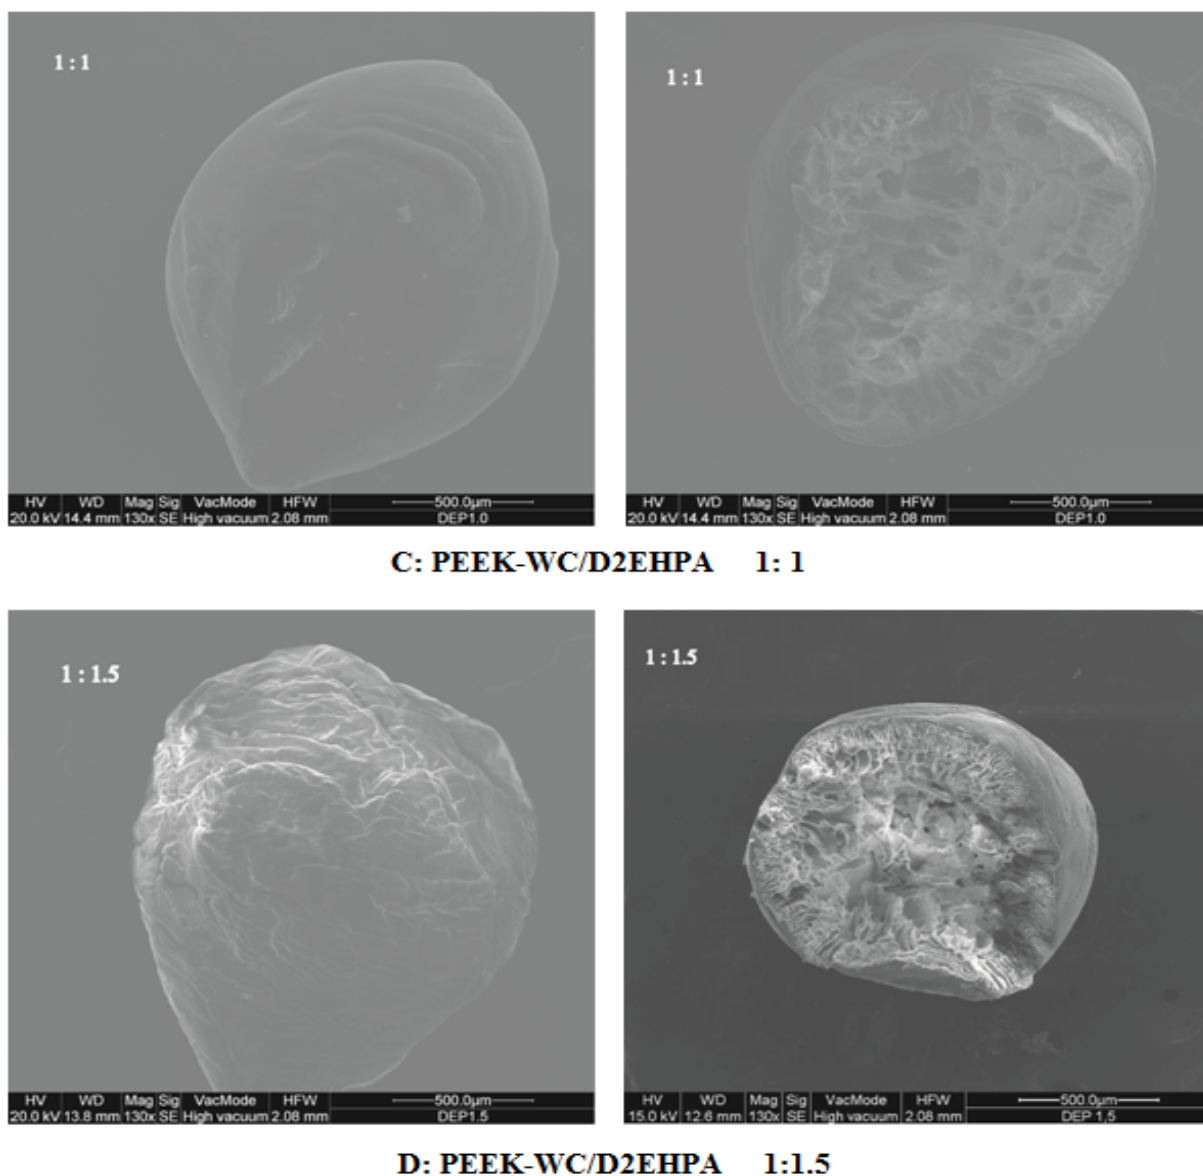 1 : 1
1 : 1
HV WD Mag Sig VacMode HFW 500.0µm
20.0 kV 14.4 mm 130x SE High vacuum 2.08 mm DEP1.0
HV WD Mag Sig VacMode HFW 500.0µm
20.0 kV 14.4 mm 130x SE High vacuum 2.08 mm DEP1.0
C: PEEK-WC/D2EHPA 1: 1
1 : 1.5
1 : 1.5
HV WD Mag Sig VacMode HFW 500.0µm
20.0 kV 13.8 mm 130x SE High vacuum 2.08 mm DEP1.5
HV WD Mag Sig VacMode HFW 500.0µm
15.0 kV 12.6 mm 130x SE High vacuum 2.08 mm DEP 1,5
D: PEEK-WC/D2EHPA 1:1.5